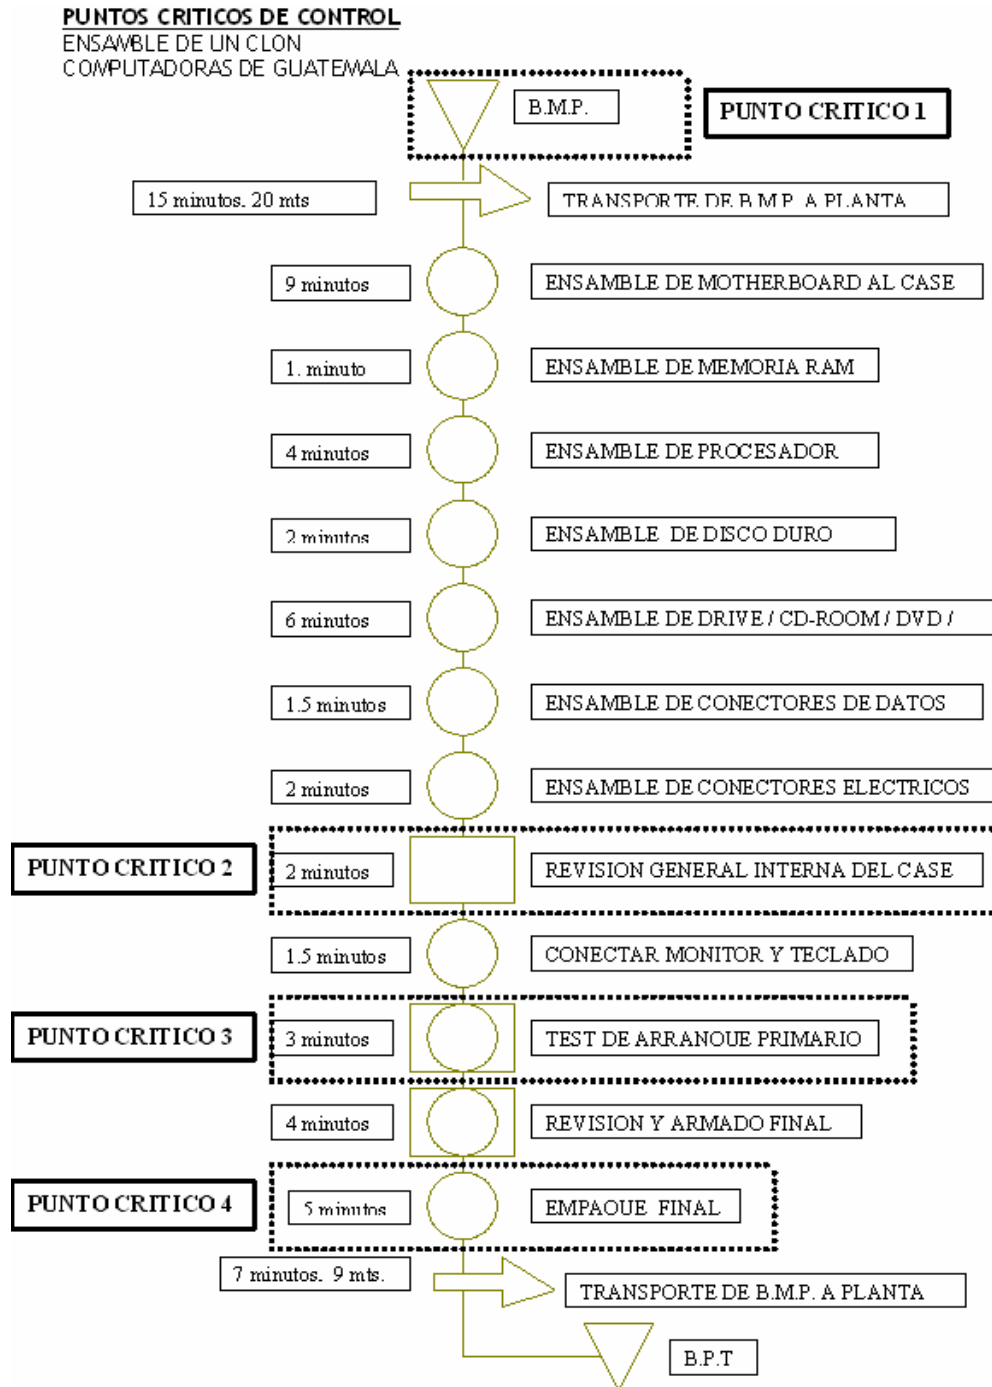 PUNTOS CRITICOS DE CONTROL
ENSAMBLE DE UN CLON
COMPUTADORAS DE GUATEMALA
B.M.P.
PUNTO CRITICO 1
15 minutos. 20 mts
TRANSPORTE DE B.M.P. A PLANTA
9 minutos
ENSAMBLE DE MOTHERBOARD AL CASE
1. minuto
ENSAMBLE DE MEMORIA RAM
4 minutos
ENSAMBLE DE PROCESADOR
2 minutos
ENSAMBLE DE DISCO DURO
6 minutos
ENSAMBLE DE DRIVE / CD-ROOM / DVD /
1.5 minutos
ENSAMBLE DE CONECTORES DE DATOS
2 minutos
ENSAMBLE DE CONECTORES ELECTRICOS
PUNTO CRITICO 2
2 minutos
REVISION GENERAL INTERNA DEL CASE
1.5 minutos
CONECTAR MONITOR Y TECLADO
PUNTO CRITICO 3
3 minutos
TEST DE ARRANQUE PRIMARIO
4 minutos
REVISION Y ARMADO FINAL
PUNTO CRITICO 4
5 minutos
EMPAQUE FINAL
7 minutos. 9 mts.
TRANSPORTE DE B.M.P. A PLANTA
B.P.T